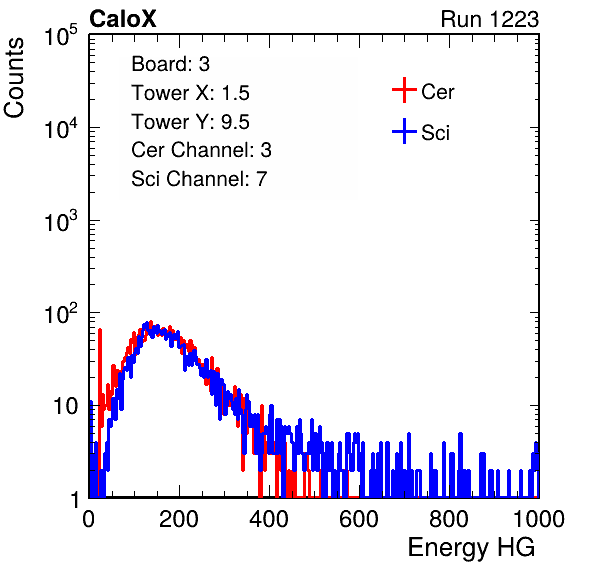 CaloX Run 1223
Counts
10^5
10^4
10^3
10^2
10
1
Board: 3
Tower X: 1.5
Tower Y: 9.5
Cer Channel: 3
Sci Channel: 7
Cer
Sci
0 200 400 600 800 1000
Energy HG